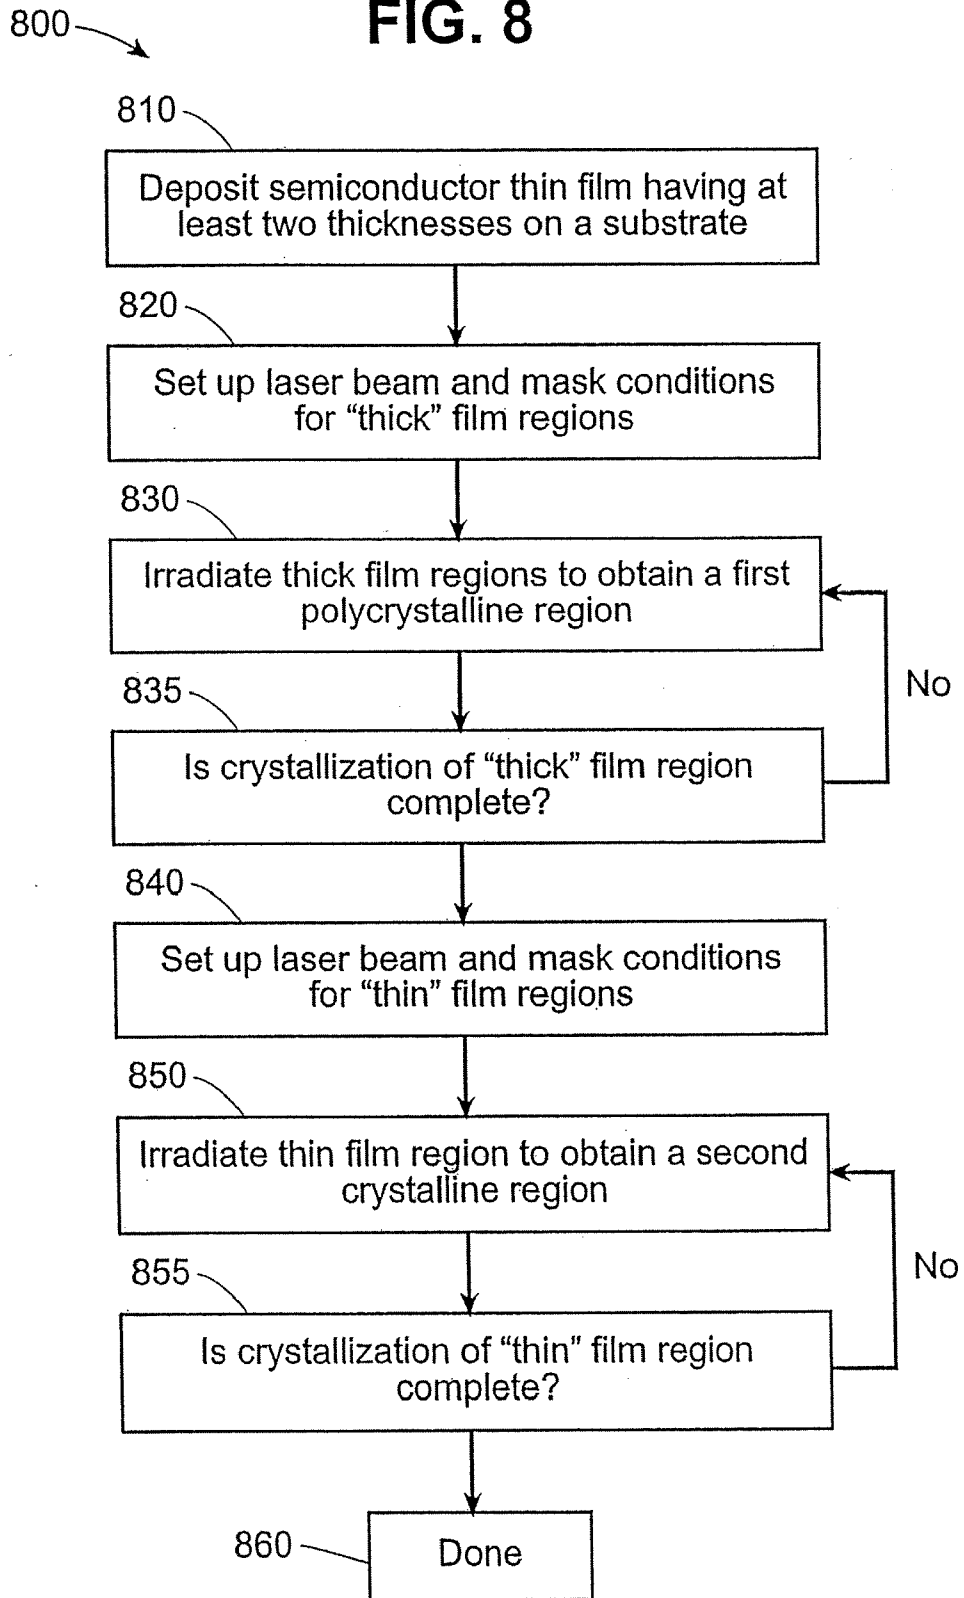 FIG. 8
800
810
Deposit semiconductor thin film having at
least two thicknesses on a substrate
820
Set up laser beam and mask conditions
for “thick” film regions
830
Irradiate thick film regions to obtain a first
polycrystalline region
No
835
Is crystallization of “thick” film region
complete?
840
Set up laser beam and mask conditions
for “thin” film regions
850
Irradiate thin film region to obtain a second
crystalline region
No
855
Is crystallization of “thin” film region
complete?
860
Done